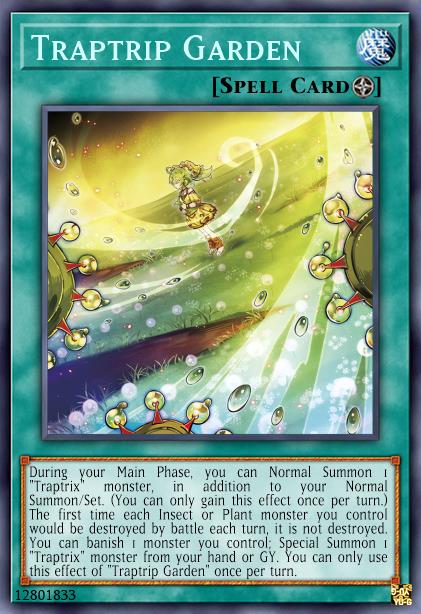 Traptrip Garden
[Spell Card]
During your Main Phase, you can Normal Summon 1
"Traptrix" monster, in addition to your Normal
Summon/Set. (You can only gain this effect once per turn.)
The first time each Insect or Plant monster you control
would be destroyed by battle each turn, it is not destroyed.
You can banish 1 monster you control; Special Summon 1
"Traptrix" monster from your hand or GY. You can only use
this effect of "Traptrip Garden" once per turn.
12801833